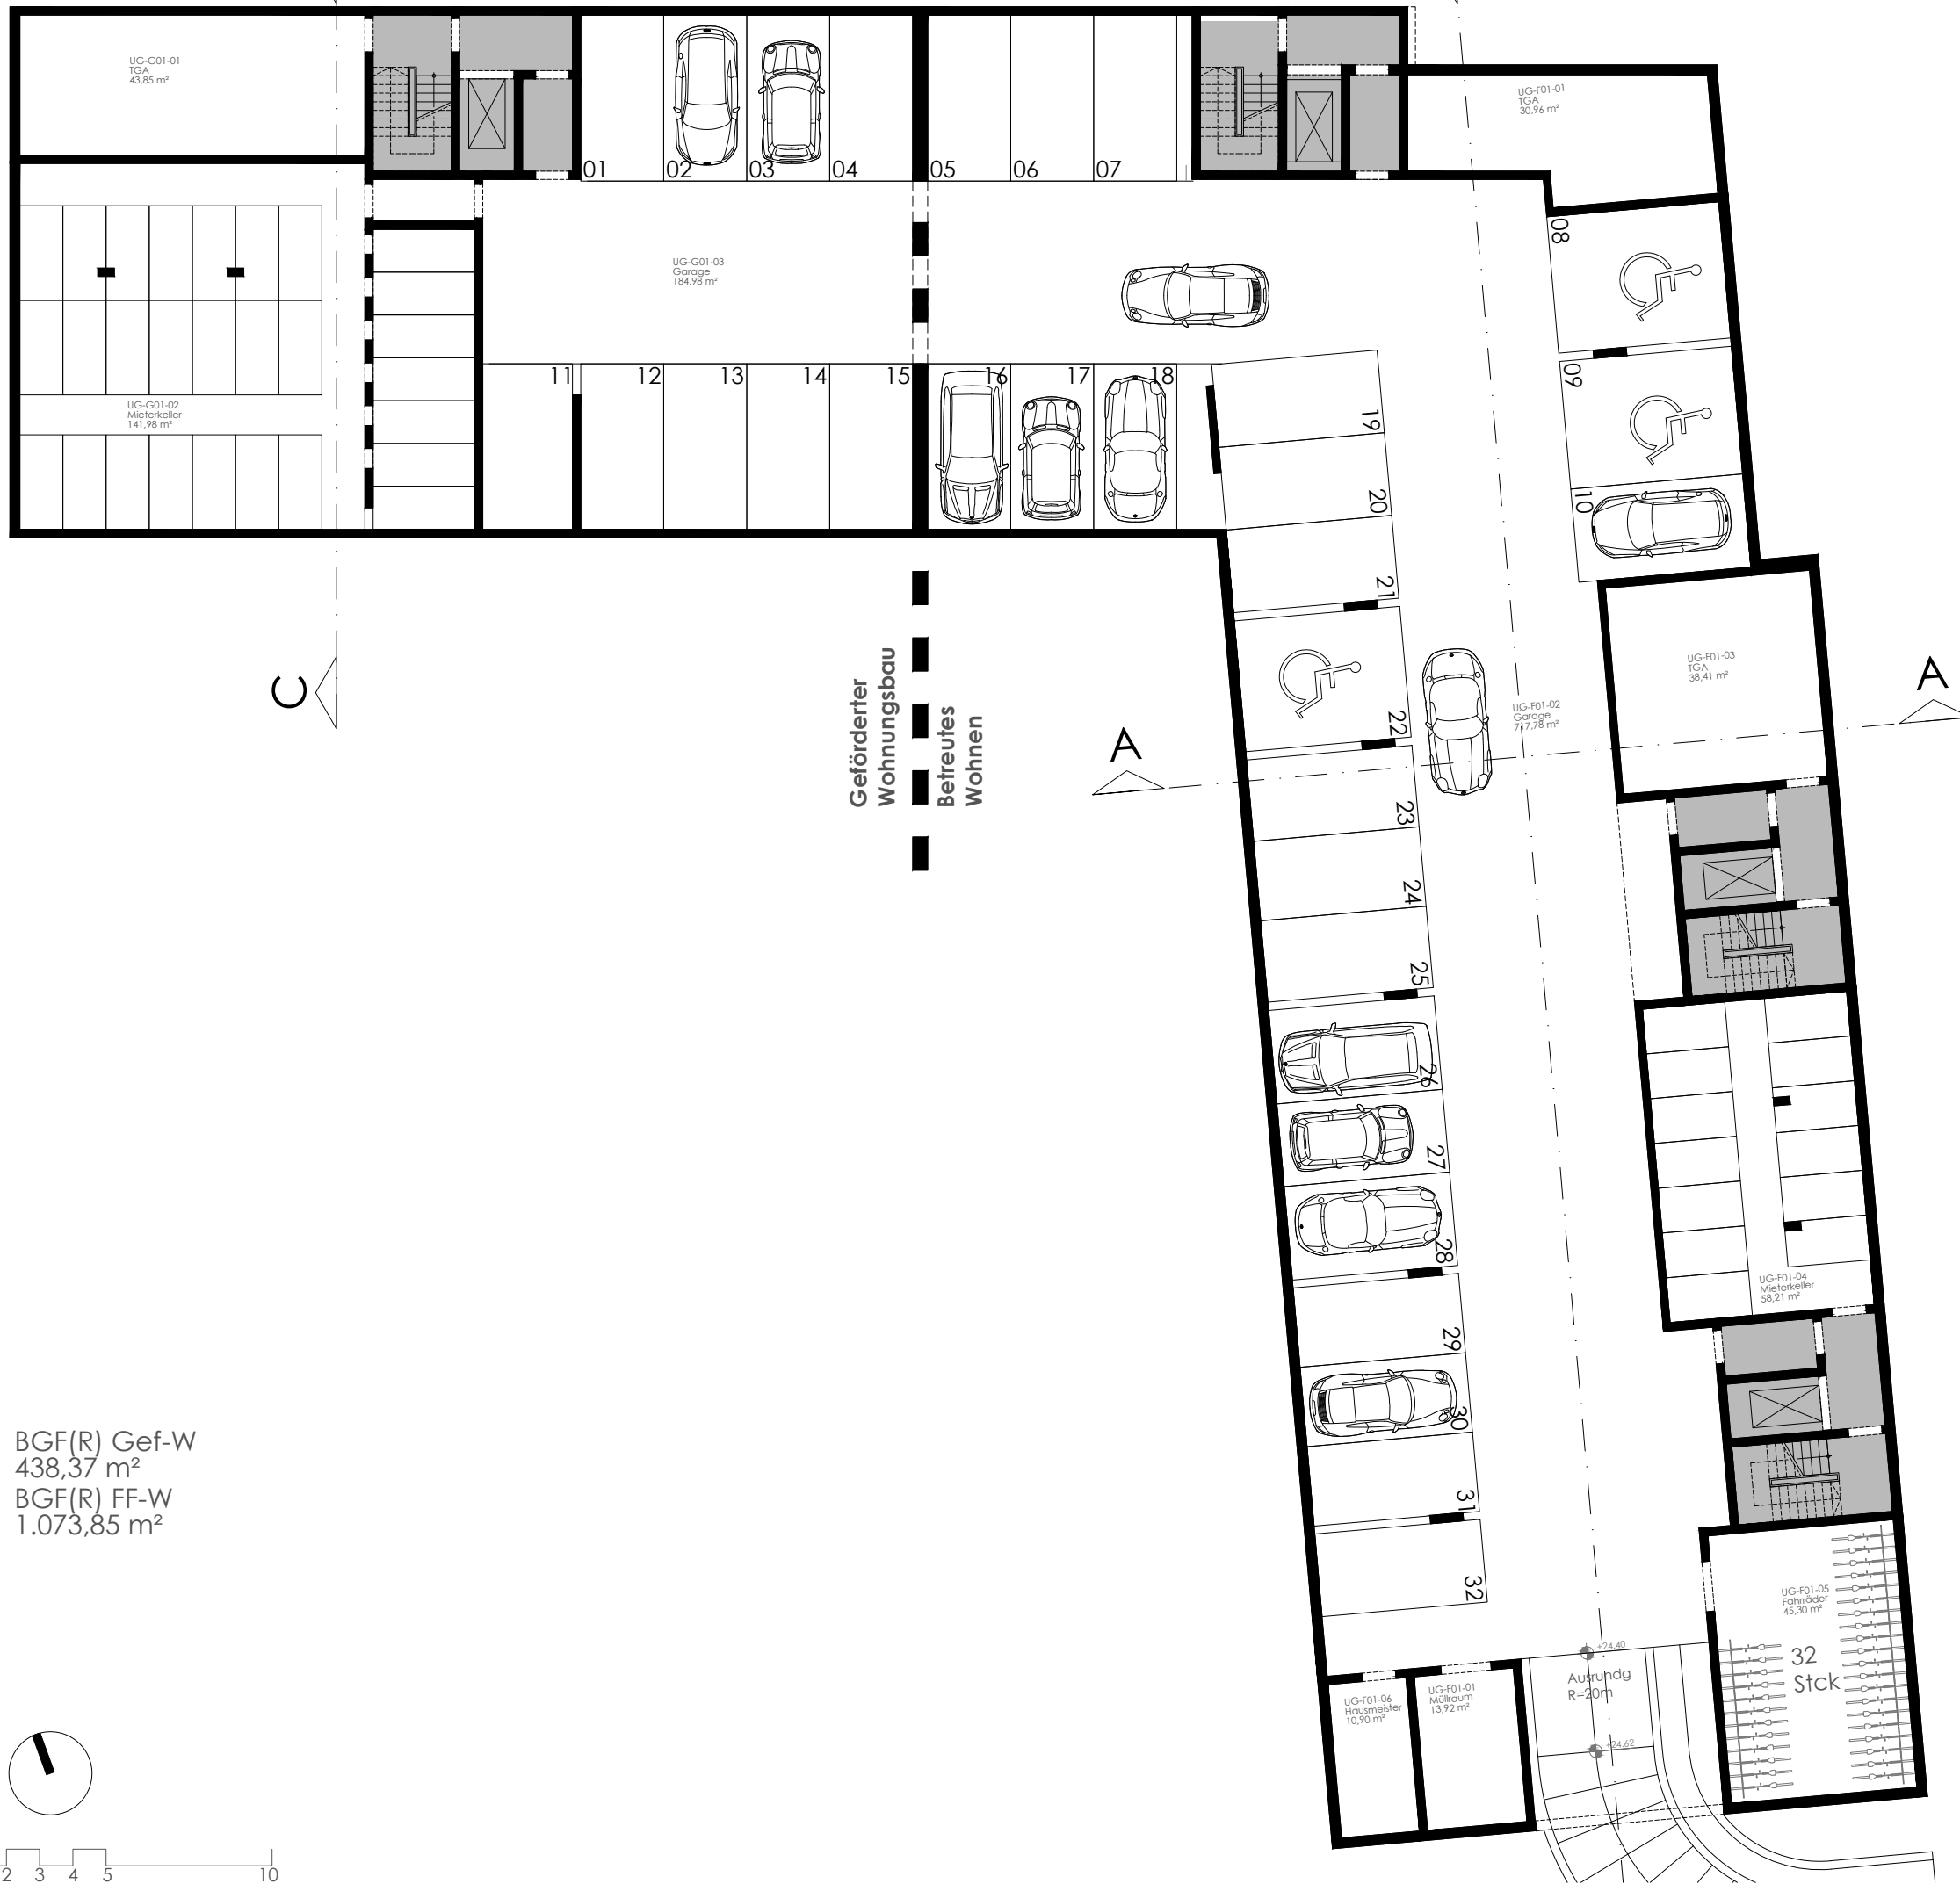 UG-G01-01
TGA
43,85 m²
UG-F01-01
TGA
30,96 m²
01
02
03
04
05
06
07
08
UG-G01-03
Garage
184,98 m²
09
10
11
12
13
14
15
16
17
18
19
20
21
22
UG-G01-02
Mieterkeller
141,98 m²
C
Geförderter
Wohnungsbau
Betreutes
Wohnen
A
A
UG-F01-03
TGA
38,41 m²
UG-F01-02
Garage
717,78 m²
23
24
25
26
27
28
29
30
31
32
UG-F01-04
Mieterkeller
58,21 m²
BGF(R) Gef-W
438,37 m²
BGF(R) FF-W
1.073,85 m²
UG-F01-05
Fahrräder
45,30 m²
32
Stck
+24.40
Ausrundg
R=20m
+24.62
UG-F01-06
Hausmeister
10,90 m²
UG-F01-01
Müllraum
13,92 m²
2 3 4 5 10